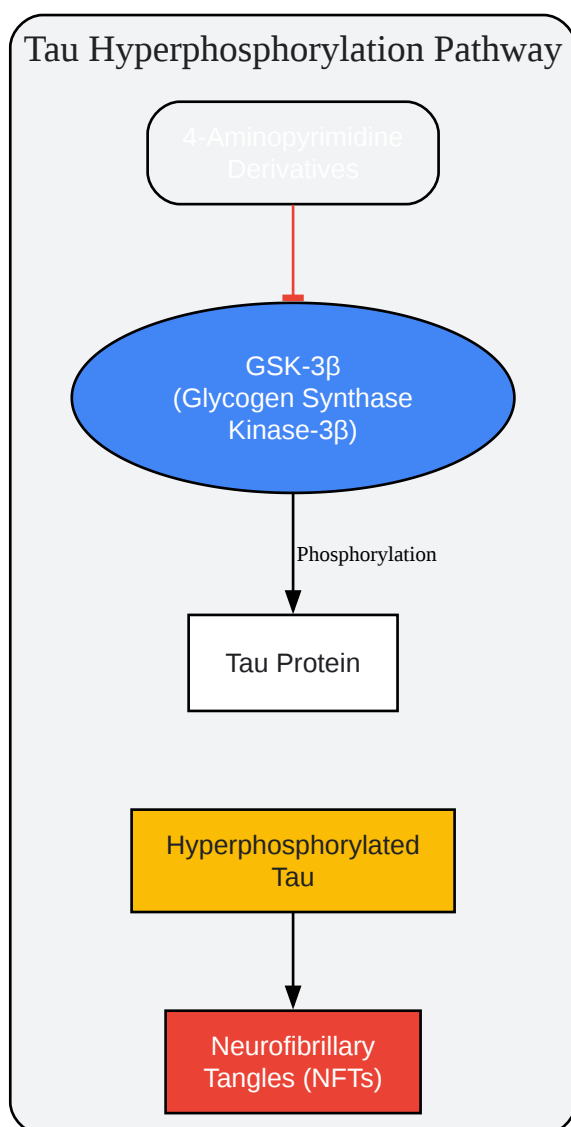 Tau Hyperphosphorylation Pathway
4-Aminopyrimidine
Derivatives
GSK-3β
(Glycogen Synthase
Kinase-3β)
Phosphorylation
Tau Protein
Hyperphosphorylated
Tau
Neurofibrillary
Tangles (NFTs)